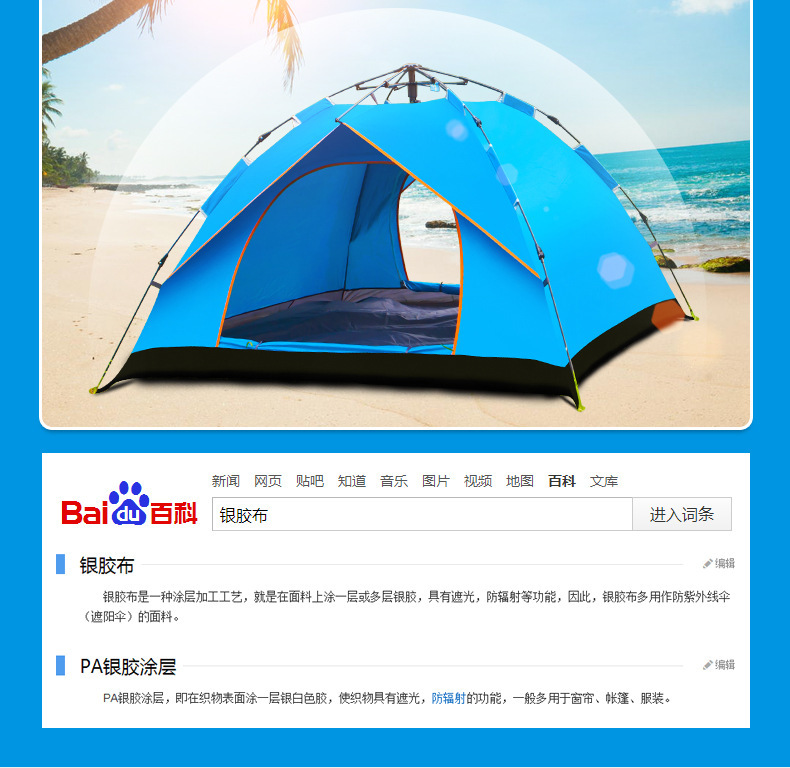 新闻 网页 贴吧 知道 音乐 图片 视频 地图 百科 文库
Bai du 百科
银胶布 进入词条
银胶布 编辑
银胶布是一种涂层加工工艺，就是在面料上涂一层或多层银胶，具有遮光，防辐射等功能，因此，银胶布多用作防紫外线伞
（遮阳伞）的面料。
PA银胶涂层 编辑
PA银胶涂层，即在织物表面涂一层银白色胶，使织物具有遮光，防辐射的功能，一般多用于窗帘、帐篷、服装。